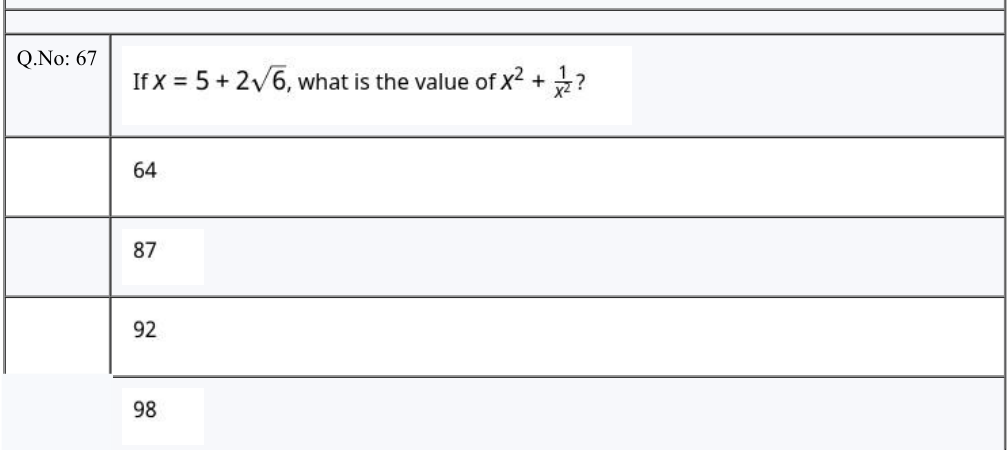 Q.No: 67
If x = 5 + 2√6, what is the value of x² + 1/x² ?
64
87
92
98